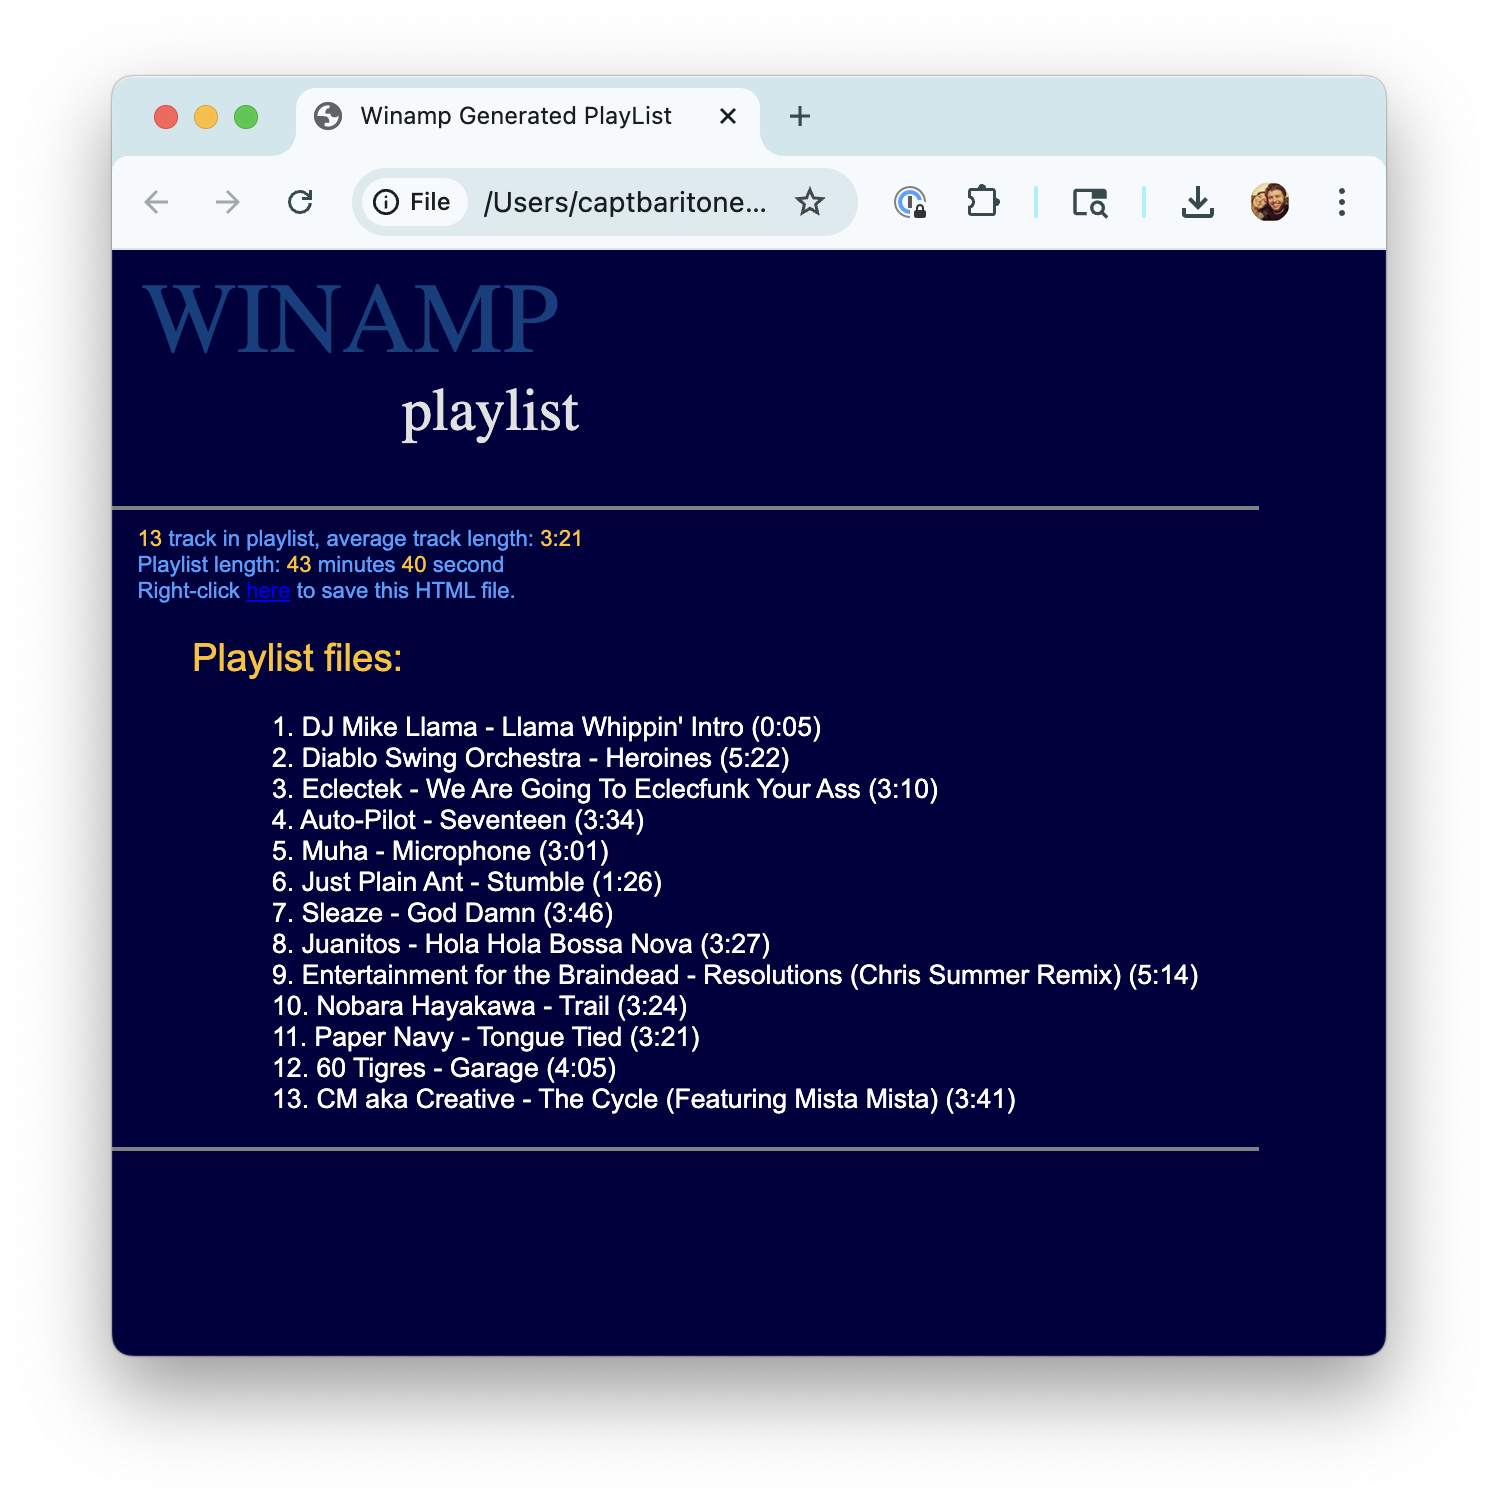 Winamp Generated PlayList
File /Users/captbaritone...
WINAMP
playlist
13 track in playlist, average track length: 3:21
Playlist length: 43 minutes 40 second
Right-click here to save this HTML file.
Playlist files:
1. DJ Mike Llama - Llama Whippin' Intro (0:05)
2. Diablo Swing Orchestra - Heroines (5:22)
3. Eclectek - We Are Going To Eclecfunk Your Ass (3:10)
4. Auto-Pilot - Seventeen (3:34)
5. Muha - Microphone (3:01)
6. Just Plain Ant - Stumble (1:26)
7. Sleaze - God Damn (3:46)
8. Juanitos - Hola Hola Bossa Nova (3:27)
9. Entertainment for the Braindead - Resolutions (Chris Summer Remix) (5:14)
10. Nobara Hayakawa - Trail (3:24)
11. Paper Navy - Tongue Tied (3:21)
12. 60 Tigres - Garage (4:05)
13. CM aka Creative - The Cycle (Featuring Mista Mista) (3:41)